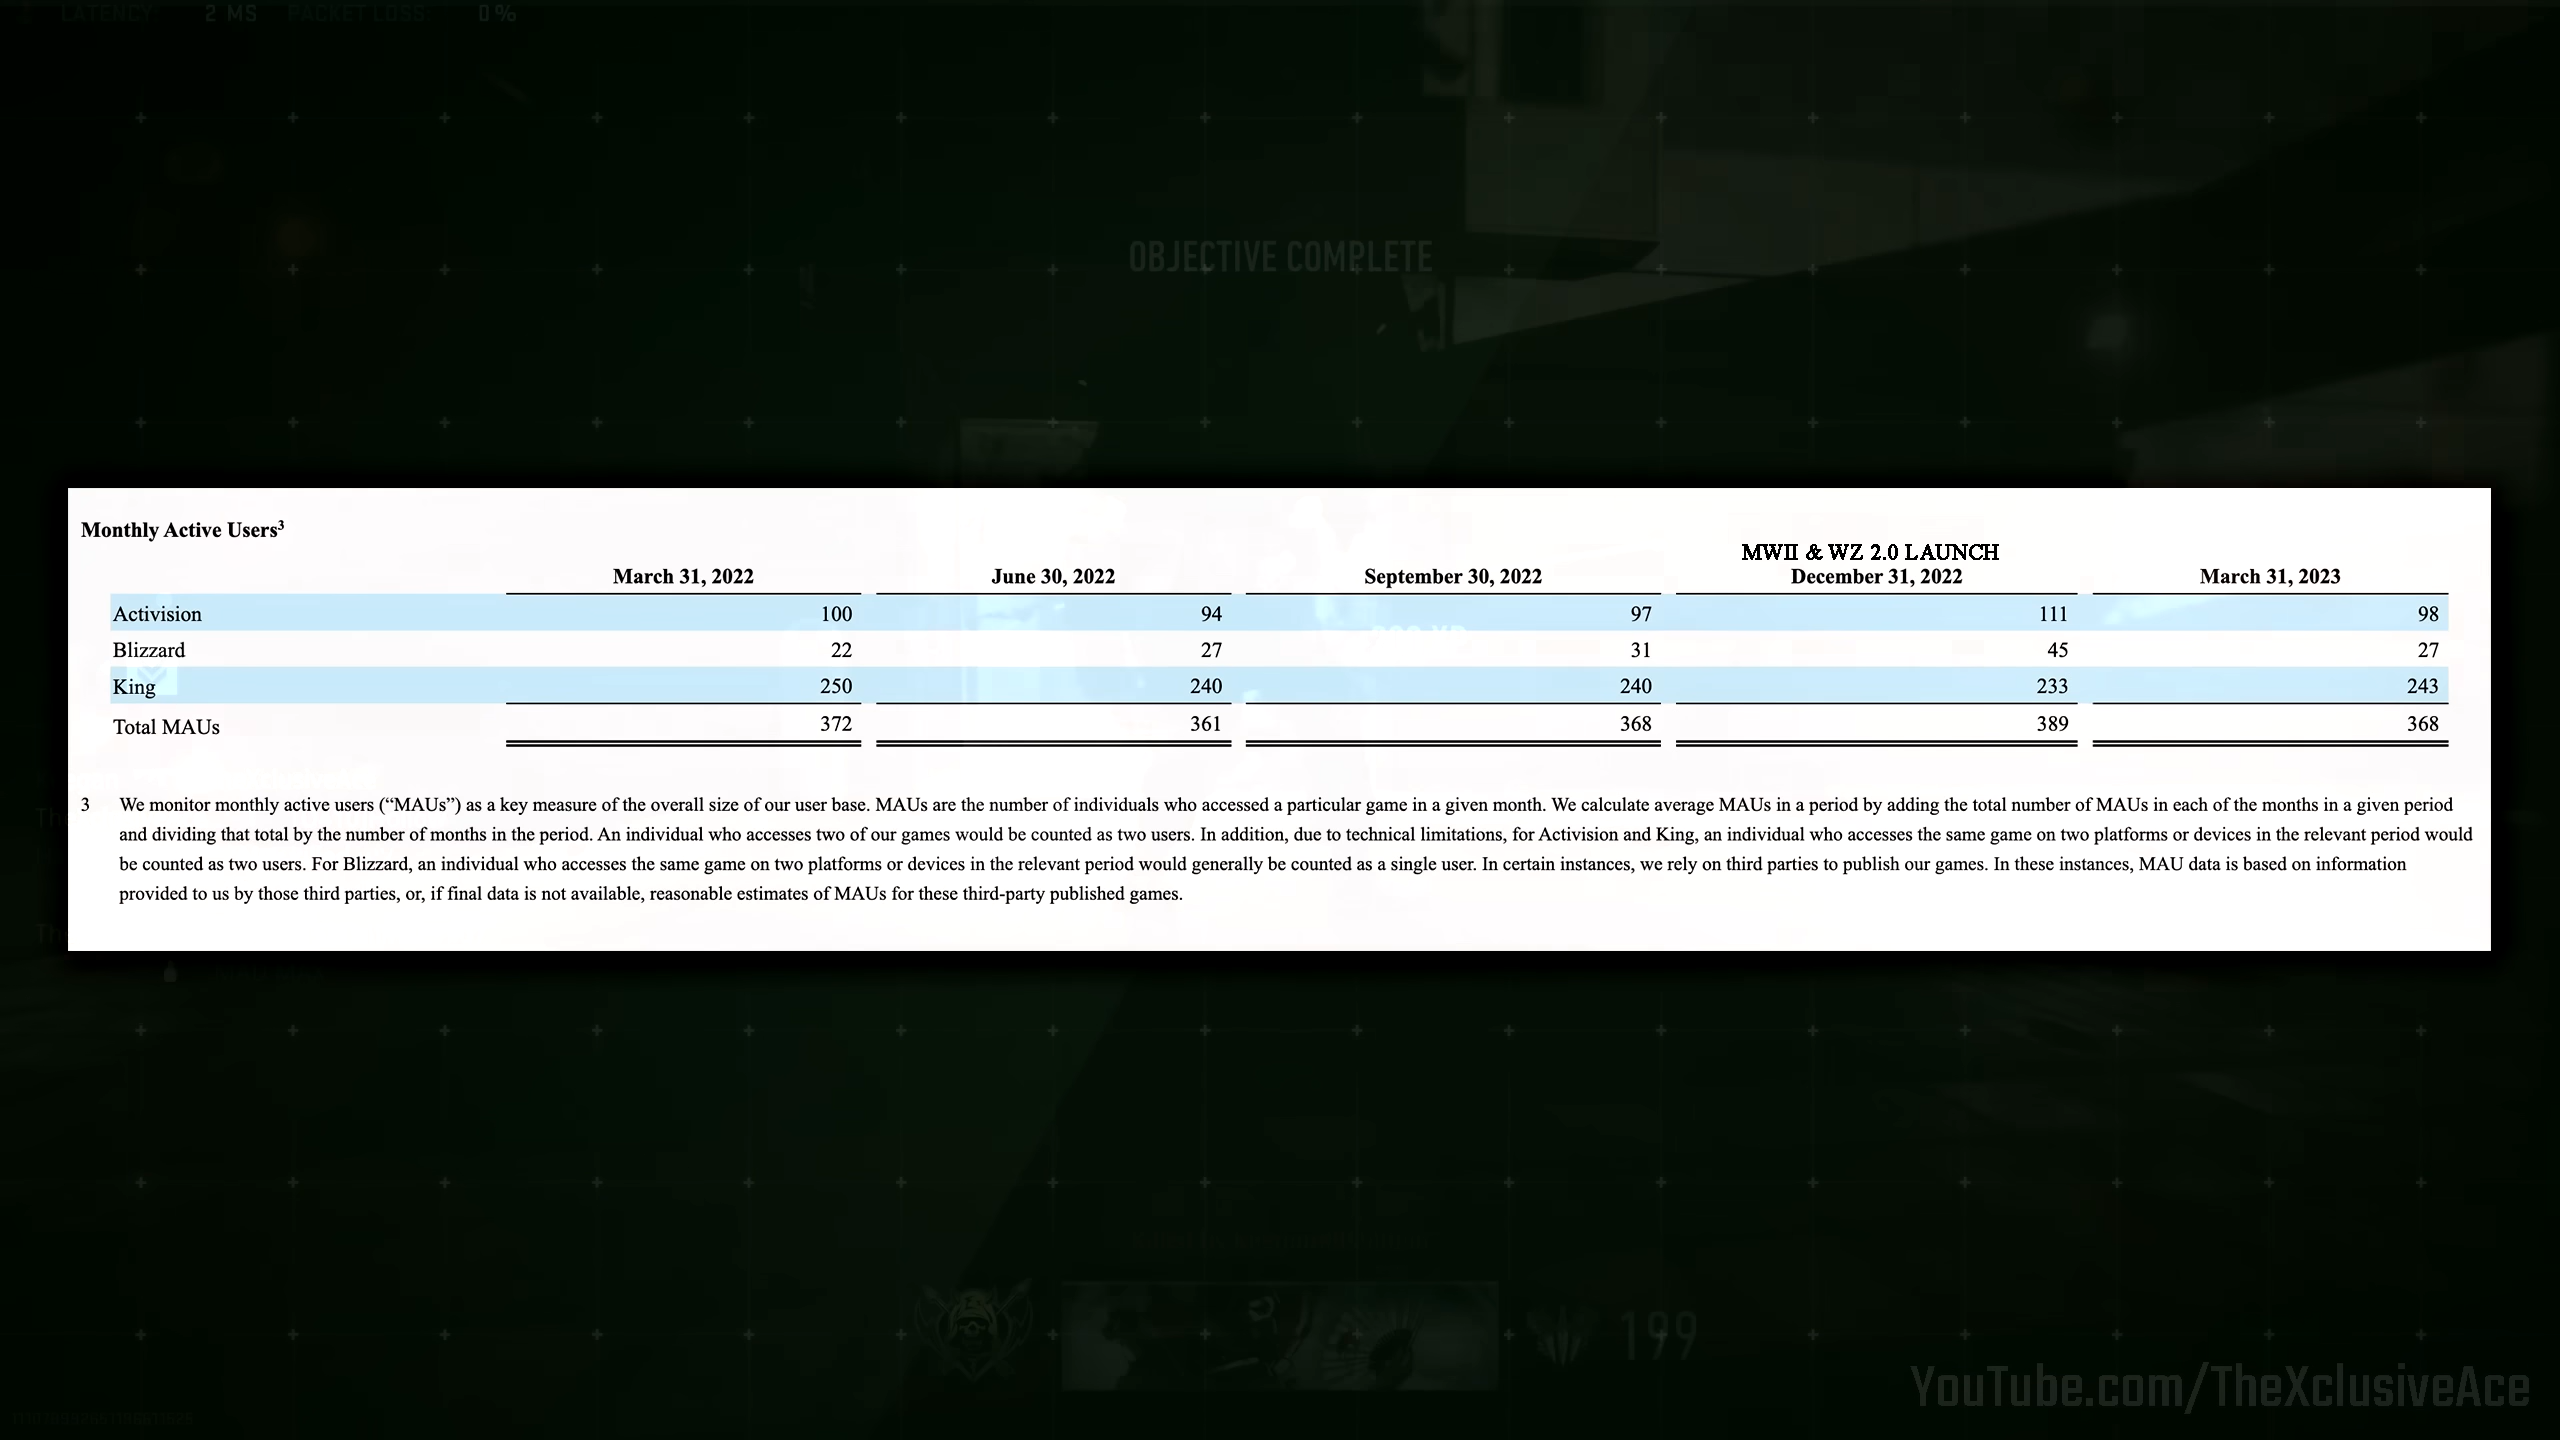 LATENCY: 2 MS PACKET LOSS: 0%
OBJECTIVE COMPLETE
Monthly Active Users3
MWII & WZ 2.0 LAUNCH
March 31, 2022 June 30, 2022 September 30, 2022 December 31, 2022 March 31, 2023
Activision 100 94 97 111 98
Blizzard 22 27 31 45 27
King 250 240 240 233 243
Total MAUs 372 361 368 389 368
3 We monitor monthly active users (“MAUs”) as a key measure of the overall size of our user base. MAUs are the number of individuals who accessed a particular game in a given month. We calculate average MAUs in a period by adding the total number of MAUs in each of the months in a given period
and dividing that total by the number of months in the period. An individual who accesses two of our games would be counted as two users. In addition, due to technical limitations, for Activision and King, an individual who accesses the same game on two platforms or devices in the relevant period would
be counted as two users. For Blizzard, an individual who accesses the same game on two platforms or devices in the relevant period would generally be counted as a single user. In certain instances, we rely on third parties to publish our games. In these instances, MAU data is based on information
provided to us by those third parties, or, if final data is not available, reasonable estimates of MAUs for these third-party published games.
199
YouTube.com/TheXclusiveAce